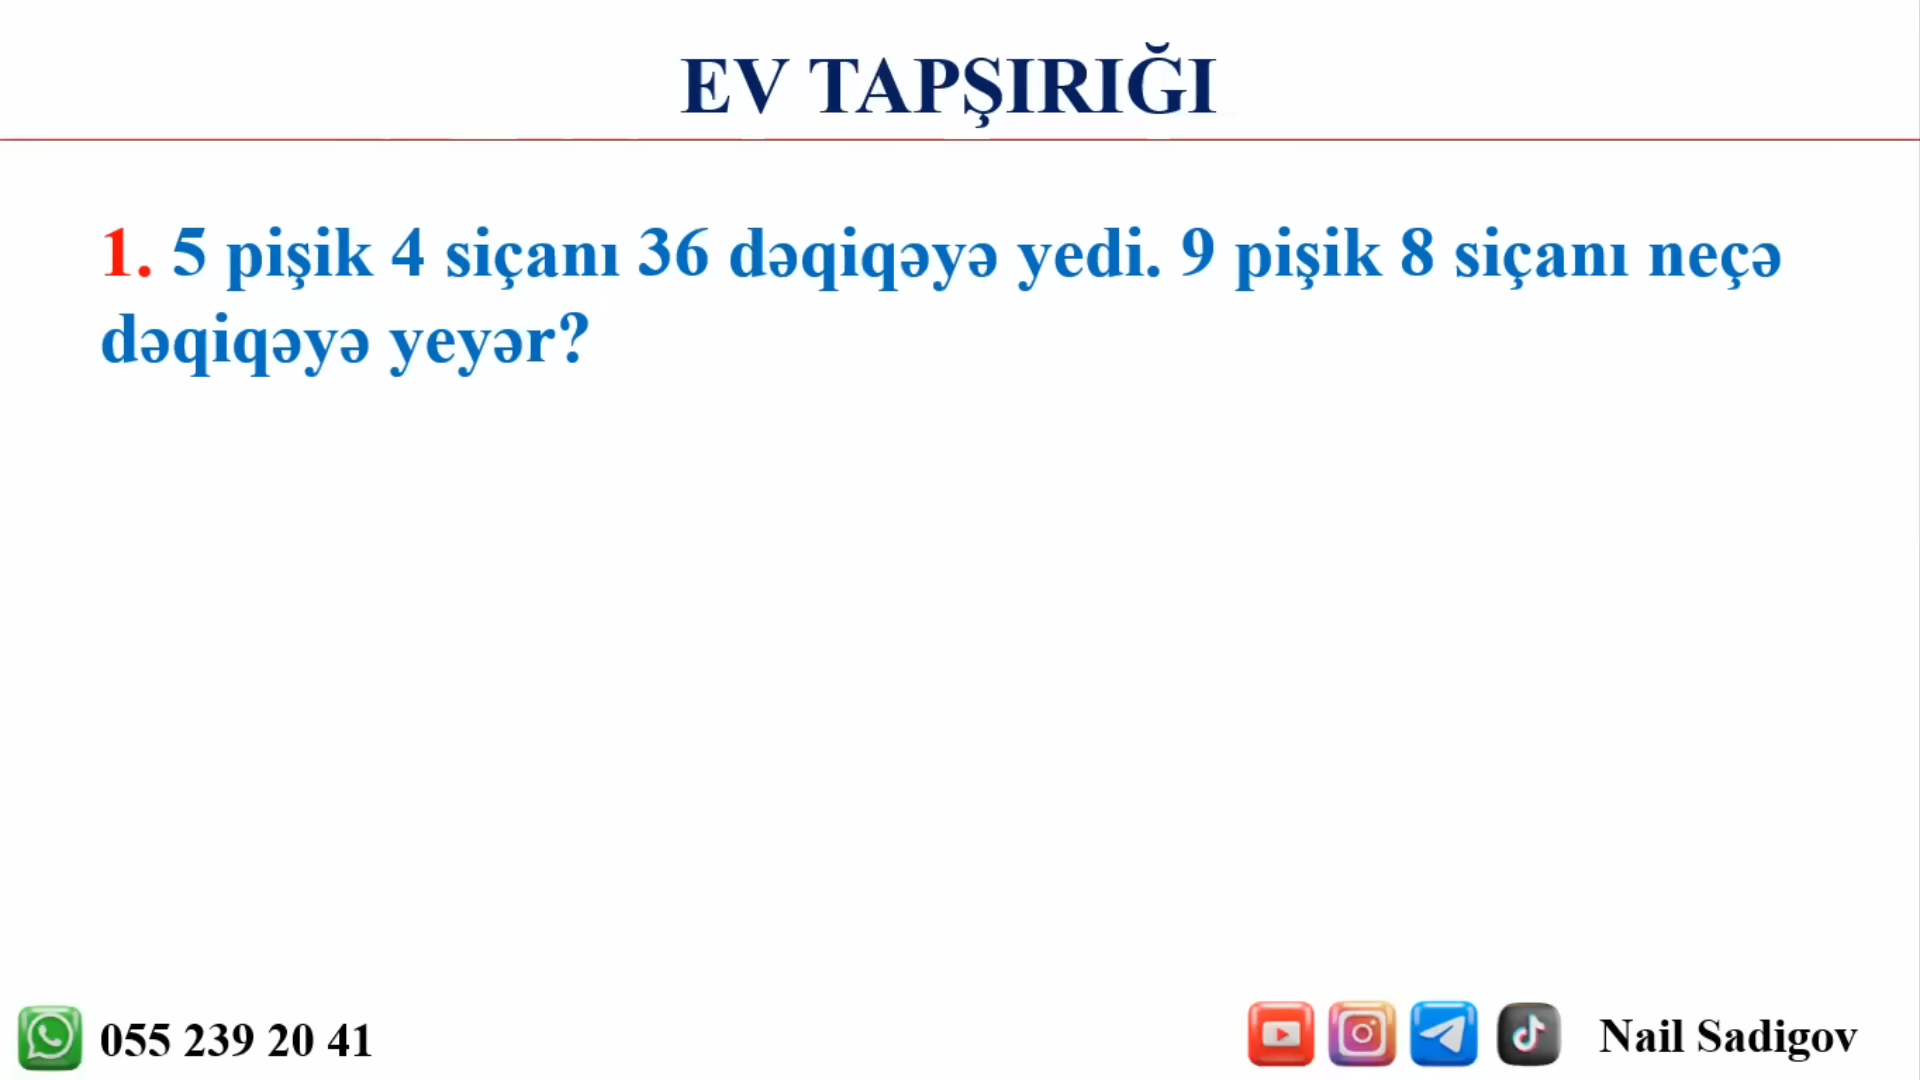 EV TAPŞIRIĞI
1. 5 pişik 4 siçanı 36 dəqiqəyə yedi. 9 pişik 8 siçanı neçə
dəqiqəyə yeyər?
055 239 20 41
Nail Sadigov